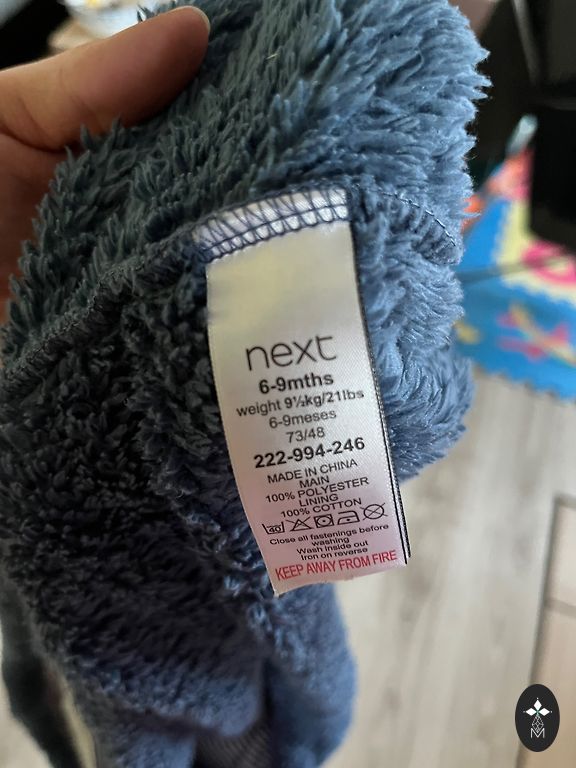 next
6-9mths
weight 9½kg/21lbs
6-9meses
73/48
222-994-246
MADE IN CHINA
MAIN
100% POLYESTER
LINING
100% COTTON
40
Close all fastenings before
washing
Wash inside out
Iron on reverse
KEEP AWAY FROM FIRE
M